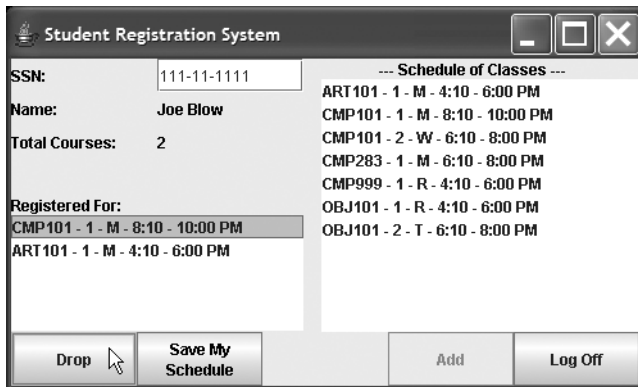 Student Registration System
SSN: 111-11-1111
Name: Joe Blow
Total Courses: 2
Registered For:
CMP101 - 1 - M - 8:10 - 10:00 PM
ART101 - 1 - M - 4:10 - 6:00 PM
Drop
Save My
Schedule
--- Schedule of Classes ---
ART101 - 1 - M - 4:10 - 6:00 PM
CMP101 - 1 - M - 8:10 - 10:00 PM
CMP101 - 2 - W - 6:10 - 8:00 PM
CMP283 - 1 - M - 6:10 - 8:00 PM
CMP999 - 1 - R - 4:10 - 6:00 PM
OBJ101 - 1 - R - 4:10 - 6:00 PM
OBJ101 - 2 - T - 6:10 - 8:00 PM
Add
Log Off